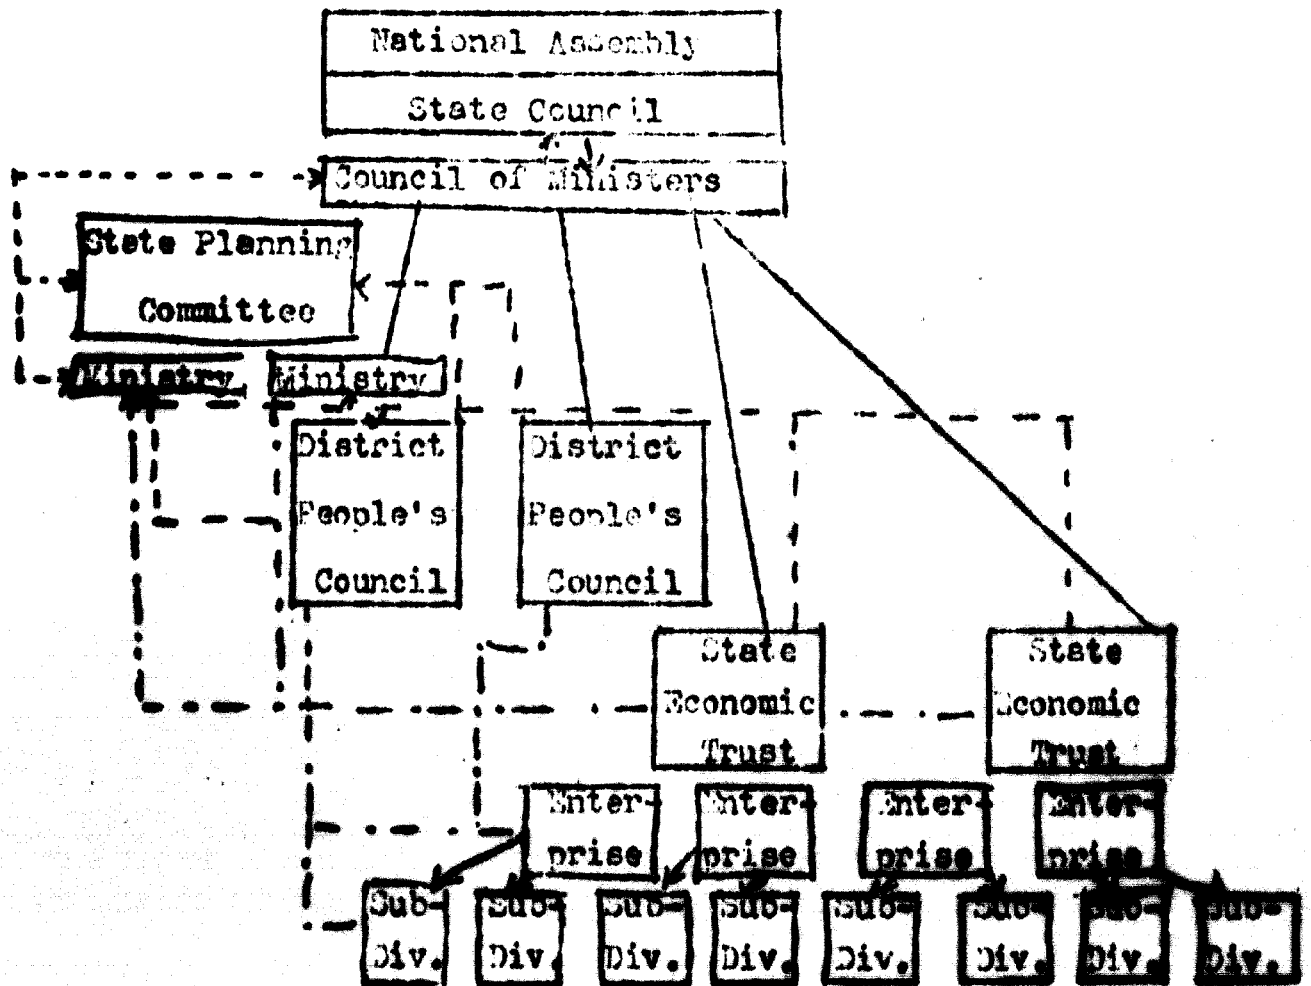 National Assembly
State Council
Council of Ministers
State Planning
Committee
Ministry
Ministry
District
People's
Council
District
People's
Council
State
Economic
Trust
State
Economic
Trust
Enter-
prise
Enter-
prise
Enter-
prise
Enter-
prise
Sub-
Div.
Sub-
Div.
Sub-
Div.
Sub-
Div.
Sub-
Div.
Sub-
Div.
Sub-
Div.
Sub-
Div.